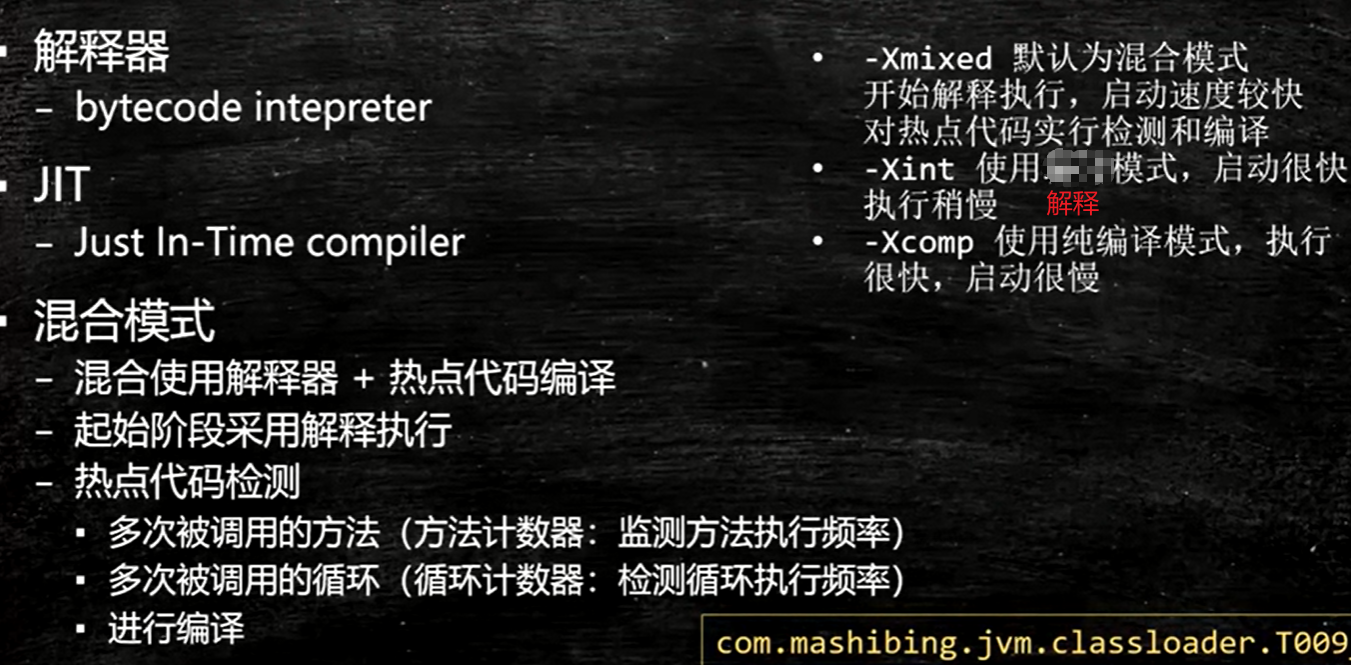 解释器
– bytecode intepreter
JIT
– Just In-Time compiler
混合模式
– 混合使用解释器 + 热点代码编译
– 起始阶段采用解释执行
– 热点代码检测
多次被调用的方法（方法计数器：监测方法执行频率）
多次被调用的循环（循环计数器：检测循环执行频率）
进行编译
• -Xmixed 默认为混合模式
开始解释执行，启动速度较快
对热点代码实行检测和编译
• -Xint 使用模式，启动很快
执行稍慢 解释
• -Xcomp 使用纯编译模式，执行
很快，启动很慢
com.mashibing.jvm.classloader.T009